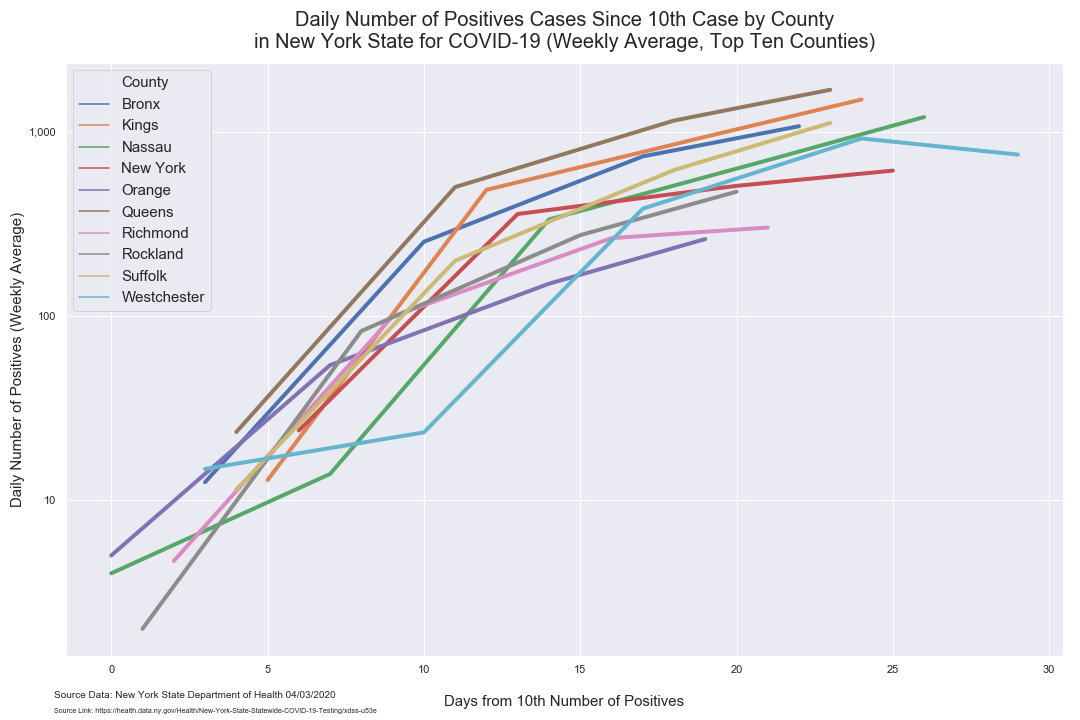 Daily Number of Positives Cases Since 10th Case by County
in New York State for COVID-19 (Weekly Average, Top Ten Counties)
Daily Number of Positives (Weekly Average)
1,000
100
10
County
Bronx
Kings
Nassau
New York
Orange
Queens
Richmond
Rockland
Suffolk
Westchester
0 5 10 15 20 25 30
Days from 10th Number of Positives
Source Data: New York State Department of Health 04/03/2020
Source Link: https://health.data.ny.gov/Health/New-York-State-Statewide-COVID-19-Testing/xdss-u53e